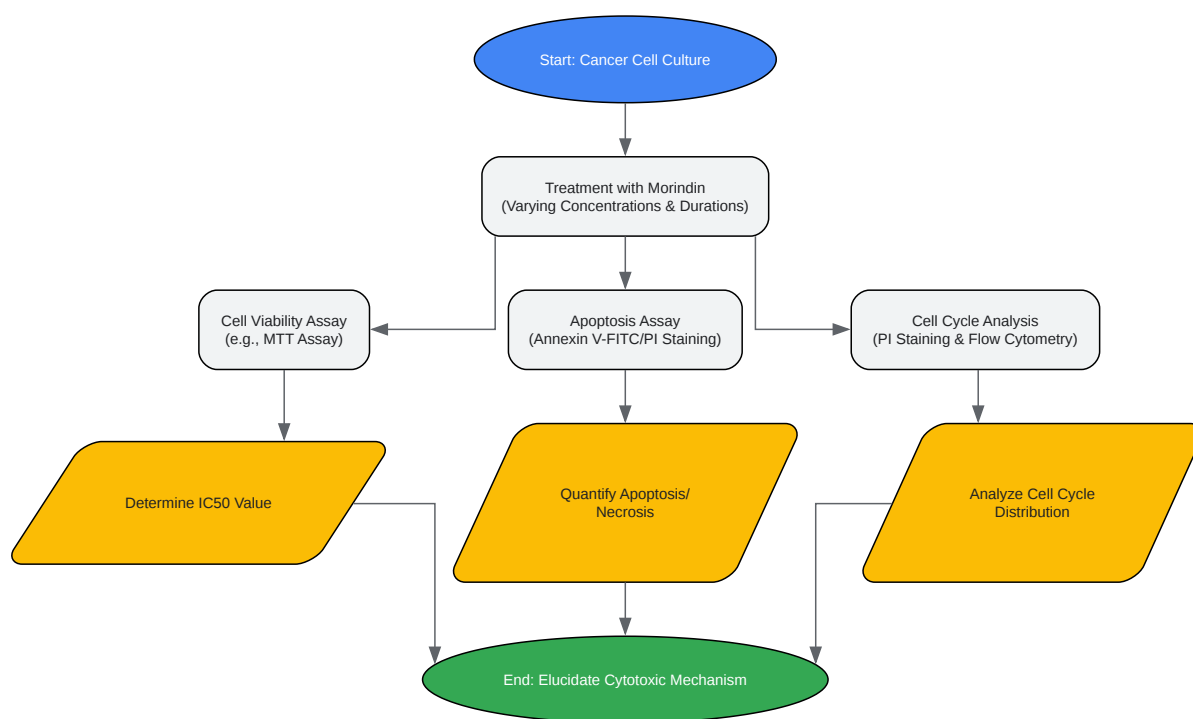 Start: Cancer Cell Culture
Treatment with Morindin
(Varying Concentrations & Durations)
Cell Viability Assay
(e.g., MTT Assay)
Apoptosis Assay
(Annexin V-FITC/PI Staining)
Cell Cycle Analysis
(PI Staining & Flow Cytometry)
Determine IC50 Value
Quantify Apoptosis/
Necrosis
Analyze Cell Cycle
Distribution
End: Elucidate Cytotoxic Mechanism